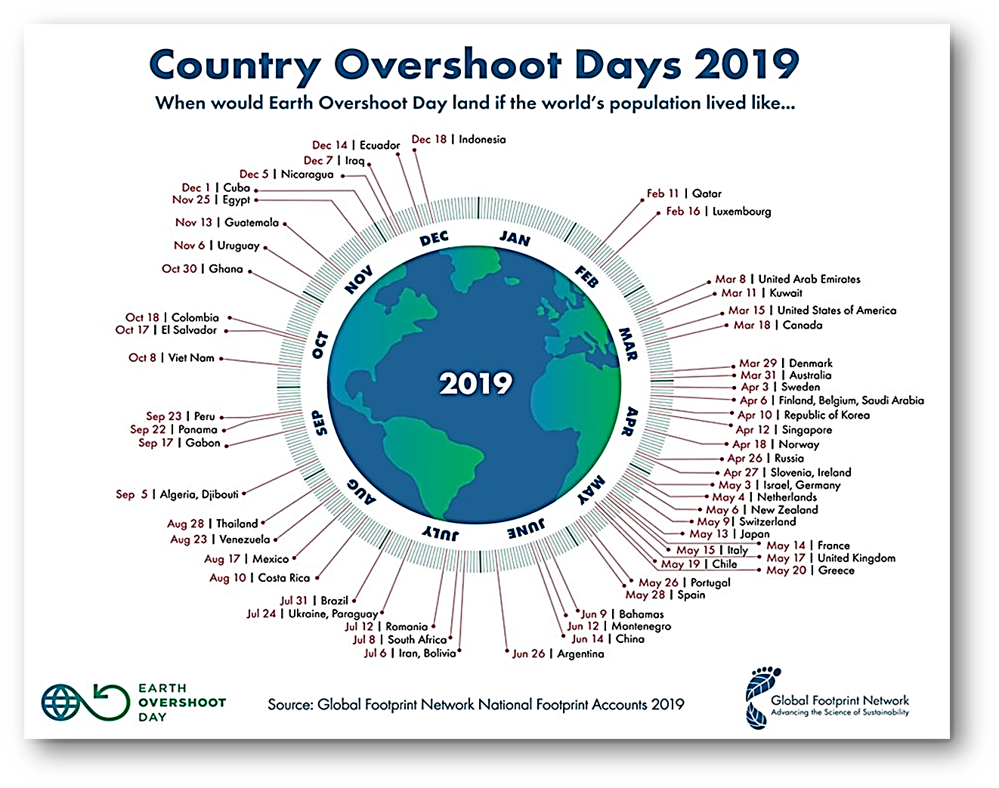 Country Overshoot Days 2019
When would Earth Overshoot Day land if the world's population lived like...
Dec 18 | Indonesia
Dec 14 | Ecuador
Dec 7 | Iraq
Dec 5 | Nicaragua
Dec 1 | Cuba
Nov 25 | Egypt
Nov 13 | Guatemala
Nov 6 | Uruguay
Oct 30 | Ghana
Oct 18 | Colombia
Oct 17 | El Salvador
Oct 8 | Viet Nam
Sep 23 | Peru
Sep 22 | Panama
Sep 17 | Gabon
Sep 5 | Algeria, Djibouti
Aug 28 | Thailand
Aug 23 | Venezuela
Aug 17 | Mexico
Aug 10 | Costa Rica
Jul 31 | Brazil
Jul 24 | Ukraine, Paraguay
Jul 12 | Romania
Jul 8 | South Africa
Jul 6 | Iran, Bolivia
JAN
FEB
MAR
APR
MAY
JUNE
JULY
AUG
SEP
OCT
NOV
DEC
2019
Feb 11 | Qatar
Feb 16 | Luxembourg
Mar 8 | United Arab Emirates
Mar 11 | Kuwait
Mar 15 | United States of America
Mar 18 | Canada
Mar 29 | Denmark
Mar 31 | Australia
Apr 3 | Sweden
Apr 6 | Finland, Belgium, Saudi Arabia
Apr 10 | Republic of Korea
Apr 12 | Singapore
Apr 18 | Norway
Apr 26 | Russia
Apr 27 | Slovenia, Ireland
May 3 | Israel, Germany
May 4 | Netherlands
May 6 | New Zealand
May 9 | Switzerland
May 13 | Japan
May 14 | France
May 15 | Italy
May 17 | United Kingdom
May 19 | Chile
May 20 | Greece
May 26 | Portugal
May 28 | Spain
Jun 9 | Bahamas
Jun 12 | Montenegro
Jun 14 | China
Jun 26 | Argentina
EARTH
OVERSHOOT
DAY
Source: Global Footprint Network National Footprint Accounts 2019
Global Footprint Network
Advancing the Science of Sustainability